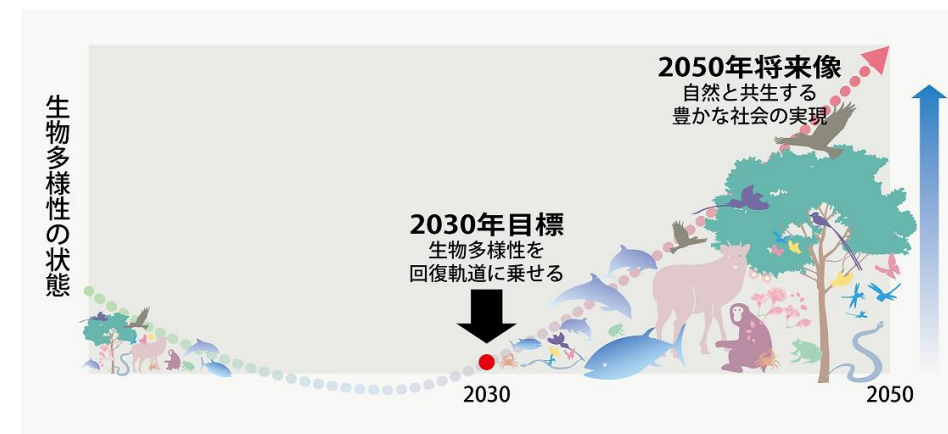 生物多様性の状態
2050年将来像
自然と共生する
豊かな社会の実現
2030年目標
生物多様性を
回復軌道に乗せる
2030
2050